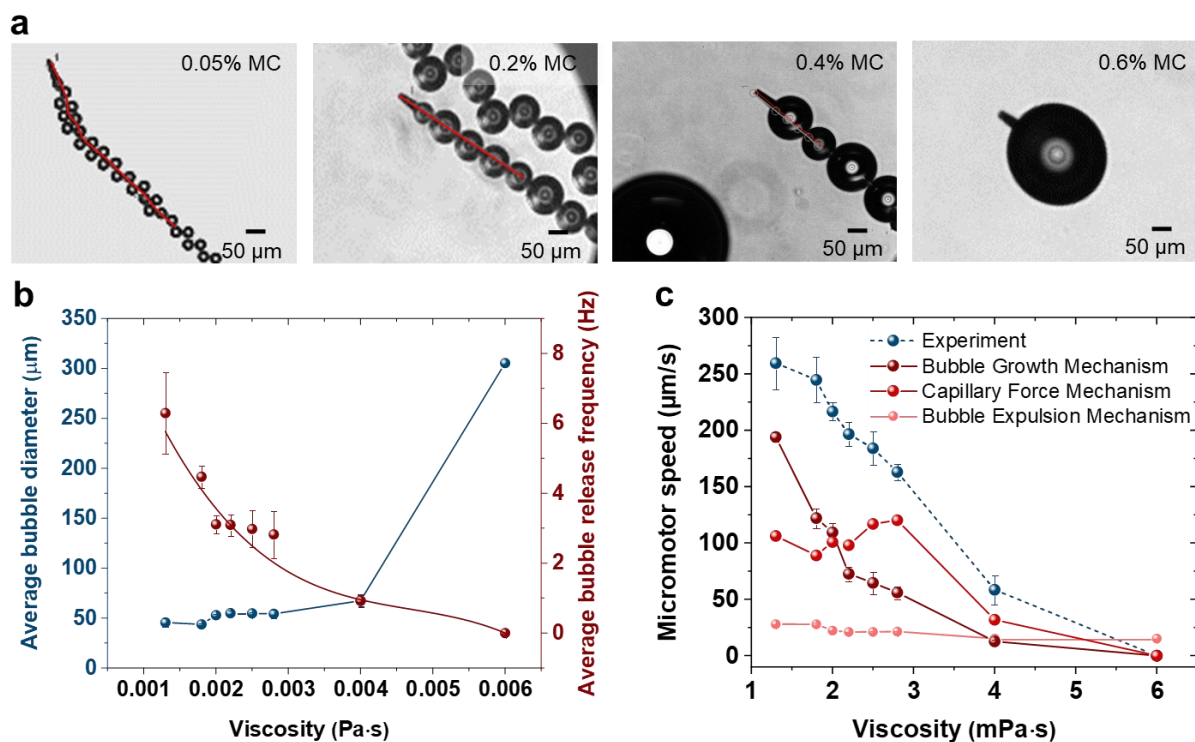 a
0.05% MC
0.2% MC
0.4% MC
0.6% MC
50 µm
50 µm
50 µm
50 µm
b
Average bubble diameter (µm)
350
300
250
200
150
100
50
0
0.001
0.002
0.003
0.004
0.005
0.006
Viscosity (Pa·s)
8
6
4
2
0
Average bubble release frequency (Hz)
c
Micromotor speed (µm/s)
300
250
200
150
100
50
0
1
2
3
4
5
6
Viscosity (mPa·s)
Experiment
Bubble Growth Mechanism
Capillary Force Mechanism
Bubble Expulsion Mechanism